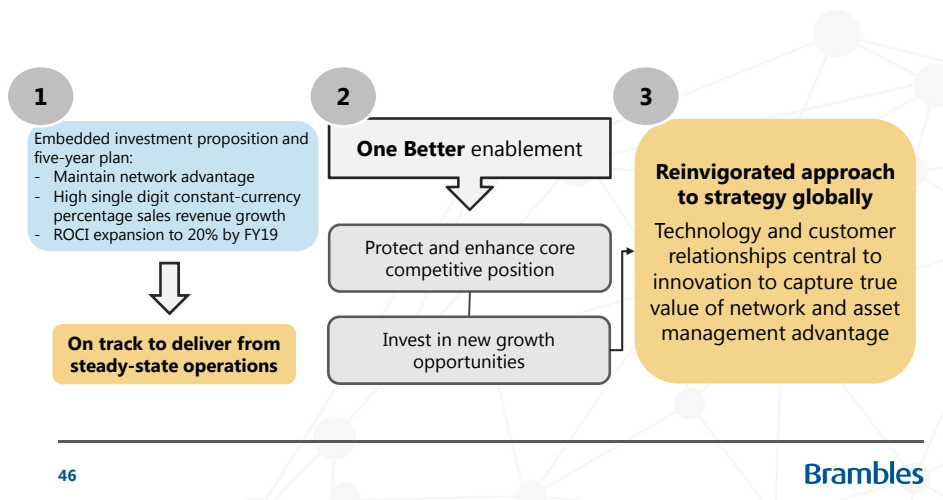 1
Embedded investment proposition and
five-year plan:
- Maintain network advantage
- High single digit constant-currency
percentage sales revenue growth
- ROCI expansion to 20% by FY19
On track to deliver from
steady-state operations
2
One Better enablement
Protect and enhance core
competitive position
Invest in new growth
opportunities
3
Reinvigorated approach
to strategy globally
Technology and customer
relationships central to
innovation to capture true
value of network and asset
management advantage
46
Brambles